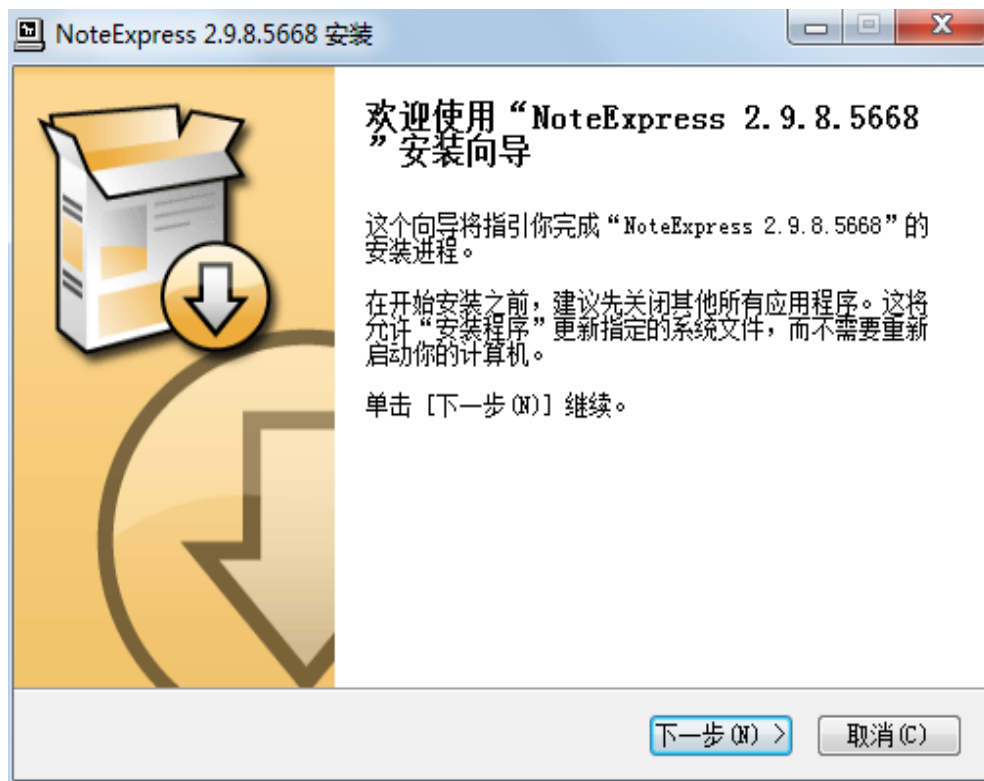 NoteExpress 2.9.8.5668 安装
欢迎使用“NoteExpress 2.9.8.5668
”安装向导
这个向导将指引你完成“NoteExpress 2.9.8.5668”的
安装进程。
在开始安装之前，建议先关闭其他所有应用程序。这将
允许“安装程序”更新指定的系统文件，而不需要重新
启动你的计算机。
单击 [下一步(N)] 继续。
下一步(N) >
取消(C)